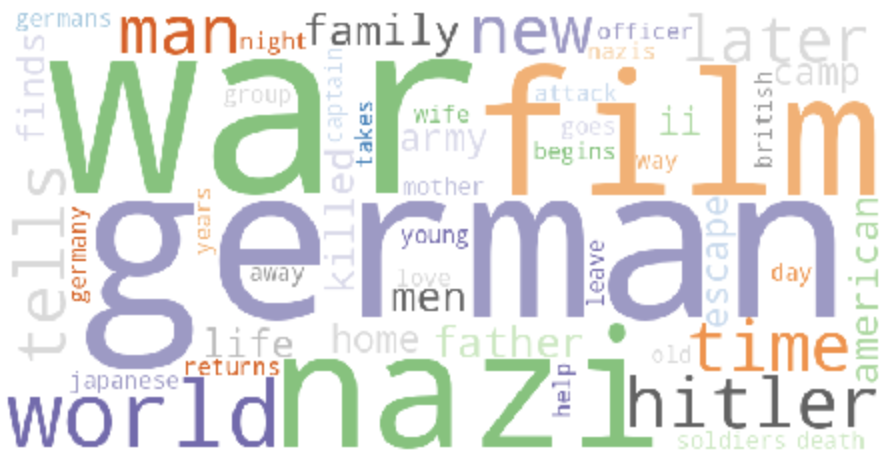 germans
man
night
family
new
officer
nazis
later
camp
finds
war
group
captain
takes
wife
army
film
attack
goes
begins
ii
way
british
tells
germany
years
german
killed
mother
young
away
love
men
leave
escape
day
american
life
home
father
old
time
returns
japanese
world
nazi
help
hitler
soldiers
death